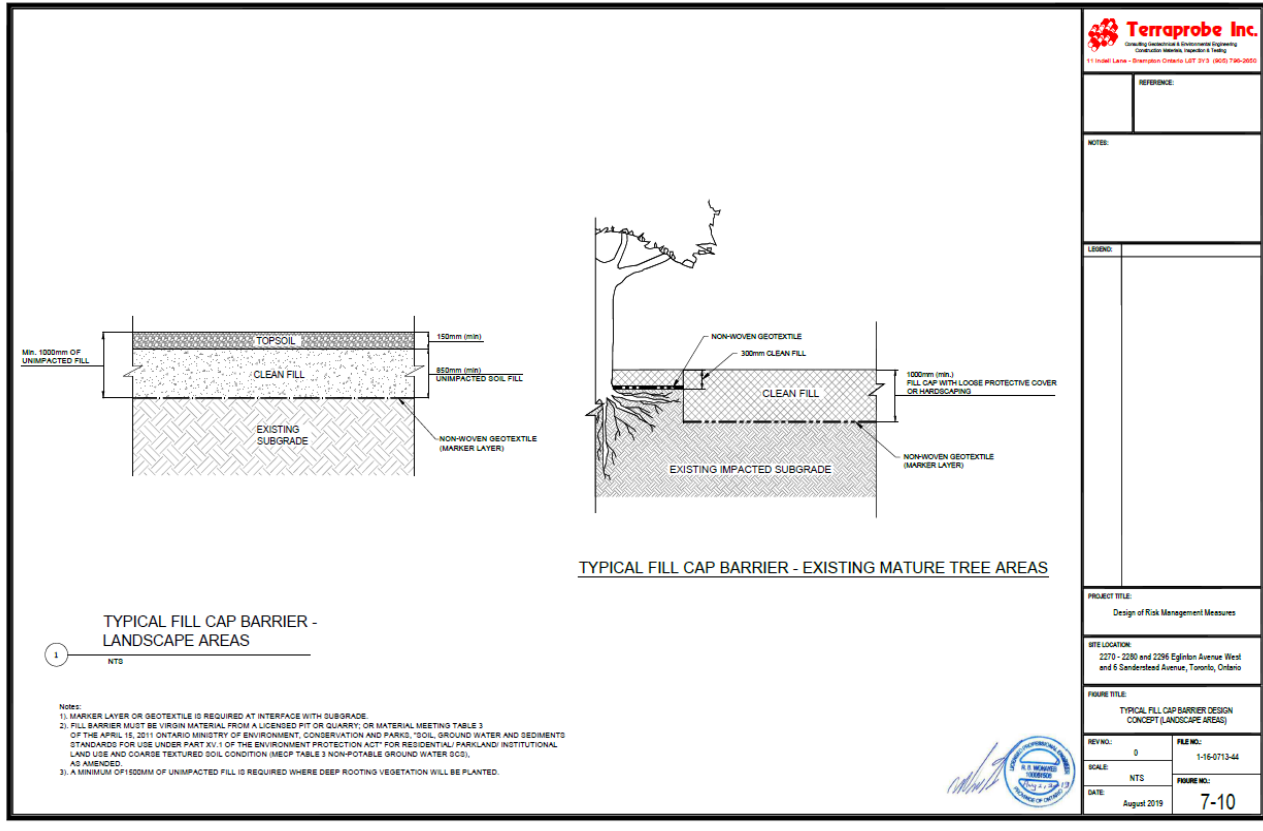 Terraprobe Inc.
Consulting Geotechnical & Environmental Engineering
Construction Materials, Inspection & Testing
11 Indell Lane - Brampton Ontario L6T 3Y3 (905) 796-2650
REFERENCE:
NOTES:
LEGEND:
TOPSOIL
CLEAN FILL
EXISTING
SUBGRADE
Min. 1000mm OF
UNIMPACTED FILL
150mm (min)
850mm (min)
UNIMPACTED SOIL FILL
NON-WOVEN GEOTEXTILE
(MARKER LAYER)
TYPICAL FILL CAP BARRIER -
LANDSCAPE AREAS
1
NTS
NON-WOVEN GEOTEXTILE
300mm CLEAN FILL
CLEAN FILL
1000mm (min.)
FILL CAP WITH LOOSE PROTECTIVE COVER
OR HARDSCAPING
EXISTING IMPACTED SUBGRADE
NON-WOVEN GEOTEXTILE
(MARKER LAYER)
TYPICAL FILL CAP BARRIER - EXISTING MATURE TREE AREAS
Notes:
1). MARKER LAYER OR GEOTEXTILE IS REQUIRED AT INTERFACE WITH SUBGRADE.
2). FILL BARRIER MUST BE VIRGIN MATERIAL FROM A LICENSED PIT OR QUARRY; OR MATERIAL MEETING TABLE 3
OF THE APRIL 15, 2011 ONTARIO MINISTRY OF ENVIRONMENT, CONSERVATION AND PARKS, "SOIL, GROUND WATER AND SEDIMENTS
STANDARDS FOR USE UNDER PART XV.1 OF THE ENVIRONMENT PROTECTION ACT" FOR RESIDENTIAL/ PARKLAND/ INSTITUTIONAL
LAND USE AND COARSE TEXTURED SOIL CONDITION (MECP TABLE 3 NON-POTABLE GROUND WATER SCS),
AS AMENDED.
3). A MINIMUM OF1500MM OF UNIMPACTED FILL IS REQUIRED WHERE DEEP ROOTING VEGETATION WILL BE PLANTED.
LICENSED PROFESSIONAL ENGINEER
PROVINCE OF ONTARIO
PROJECT TITLE:
Design of Risk Management Measures
SITE LOCATION:
2270 - 2280 and 2296 Eglinton Avenue West
and 6 Sanderstead Avenue, Toronto, Ontario
FIGURE TITLE:
TYPICAL FILL CAP BARRIER DESIGN
CONCEPT (LANDSCAPE AREAS)
REV NO.:
0
FILE NO.:
1-16-0713-44
SCALE:
NTS
FIGURE NO.:
7-10
DATE:
August 2019